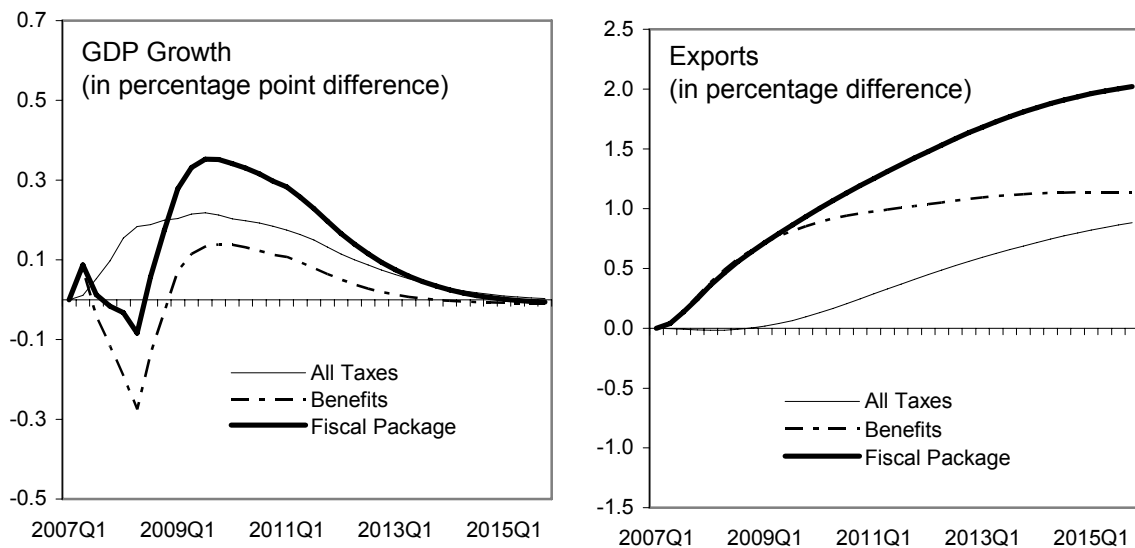 GDP Growth
(in percentage point difference)
0.7
0.5
0.3
0.1
-0.1
-0.3
-0.5
All Taxes
Benefits
Fiscal Package
2007Q1 2009Q1 2011Q1 2013Q1 2015Q1
Exports
(in percentage difference)
2.5
2.0
1.5
1.0
0.5
0.0
-0.5
-1.0
-1.5
All Taxes
Benefits
Fiscal Package
2007Q1 2009Q1 2011Q1 2013Q1 2015Q1